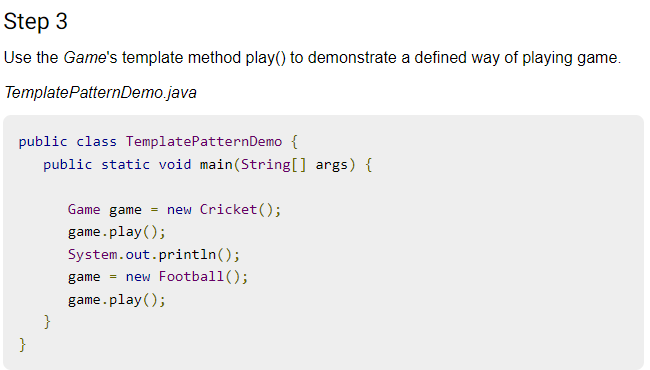 Step 3
Use the Game's template method play() to demonstrate a defined way of playing game.
TemplatePatternDemo.java
public class TemplatePatternDemo {
   public static void main(String[] args) {

      Game game = new Cricket();
      game.play();
      System.out.println();
      game = new Football();
      game.play();
   }
}